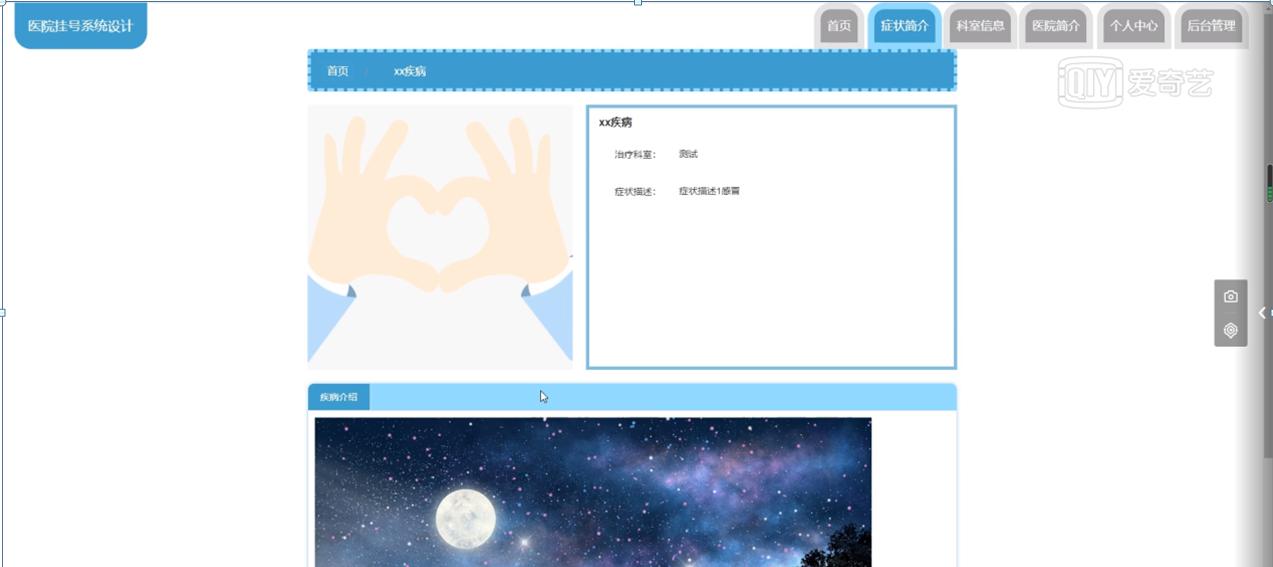 医院挂号系统设计
首页 症状简介 科室信息 医院简介 个人中心 后台管理
首页 / xx疾病
iQIYI 爱奇艺
xx疾病
治疗科室： 测试
症状描述： 症状描述1感冒
疾病介绍